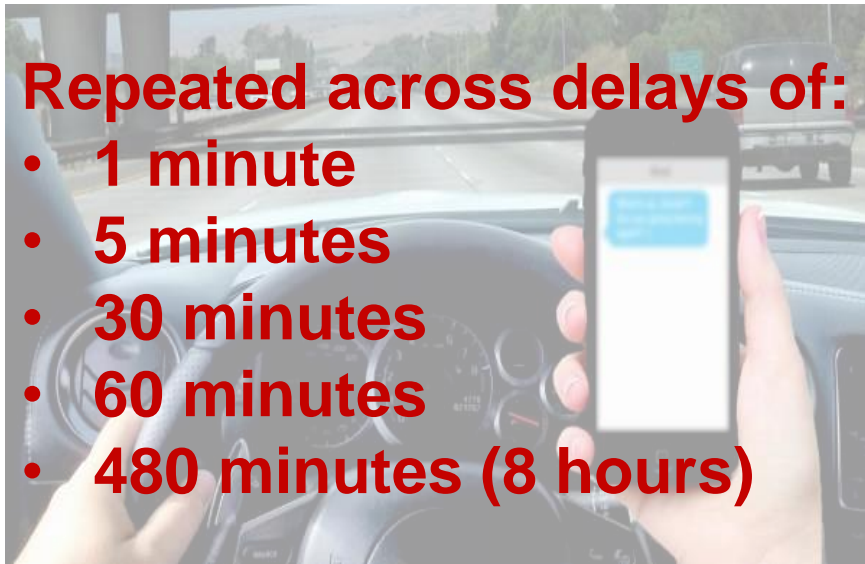 Repeated across delays of:
• 1 minute
• 5 minutes
• 30 minutes
• 60 minutes
• 480 minutes (8 hours)